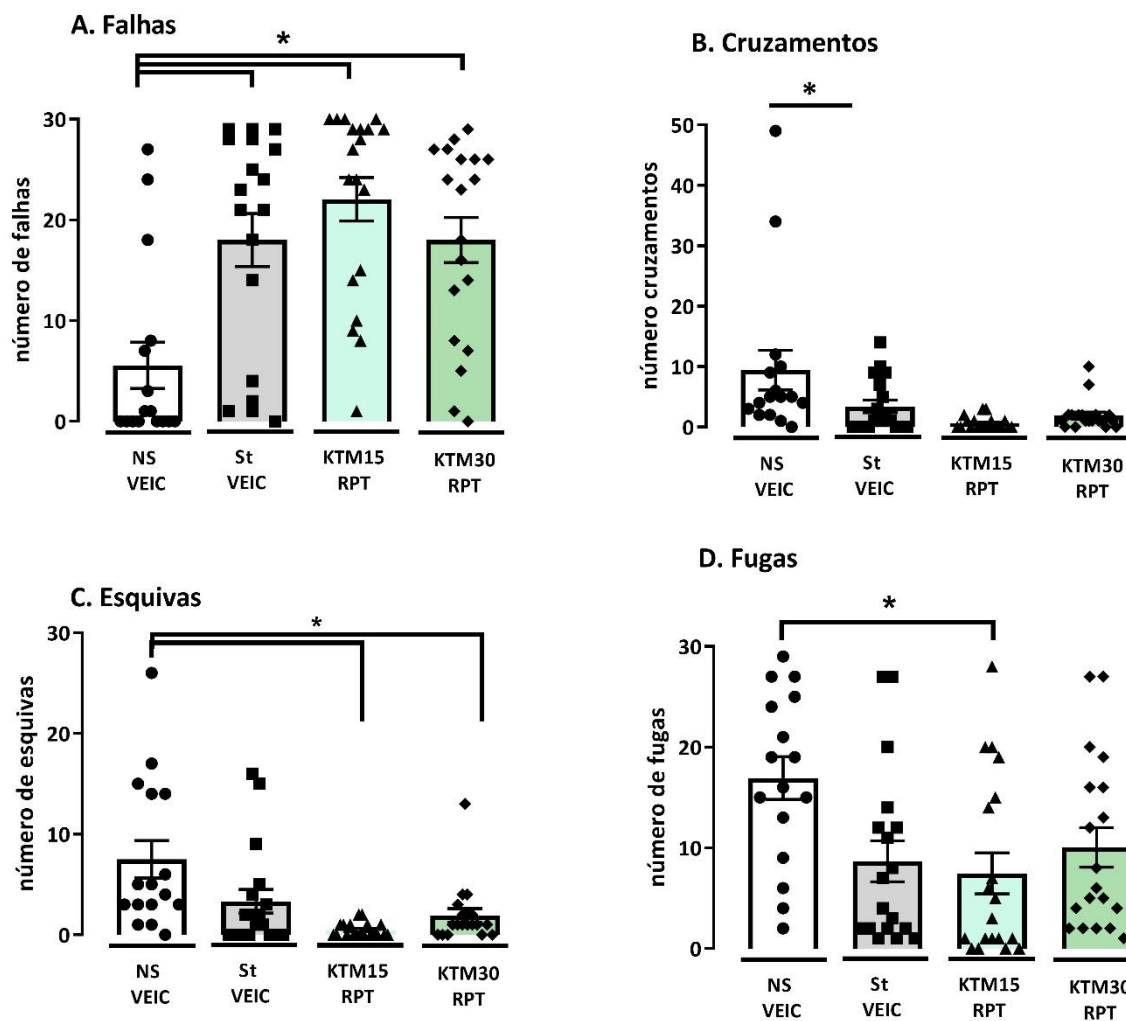 A. Falhas
*
número de falhas
30
20
10
0
NS
VEIC
St
VEIC
KTM15
RPT
KTM30
RPT
B. Cruzamentos
*
número cruzamentos
50
40
30
20
10
0
NS
VEIC
St
VEIC
KTM15
RPT
KTM30
RPT
C. Esquivas
*
número de esquivas
30
20
10
0
NS
VEIC
St
VEIC
KTM15
RPT
KTM30
RPT
D. Fugas
*
número de fugas
30
20
10
0
NS
VEIC
St
VEIC
KTM15
RPT
KTM30
RPT